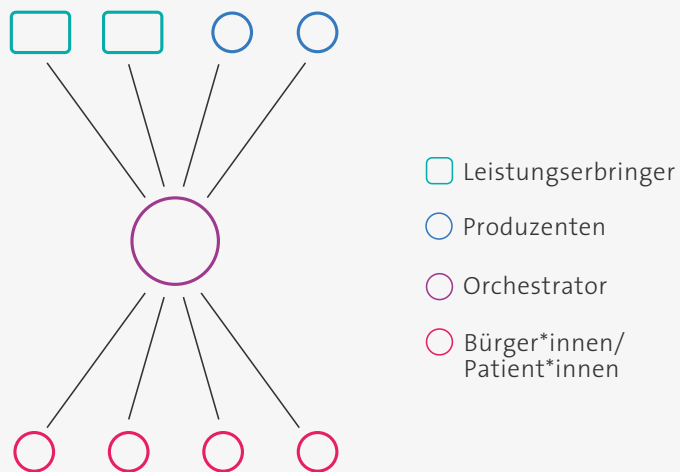 Leistungserbringer
Produzenten
Orchestrator
Bürger*innen/
Patient*innen